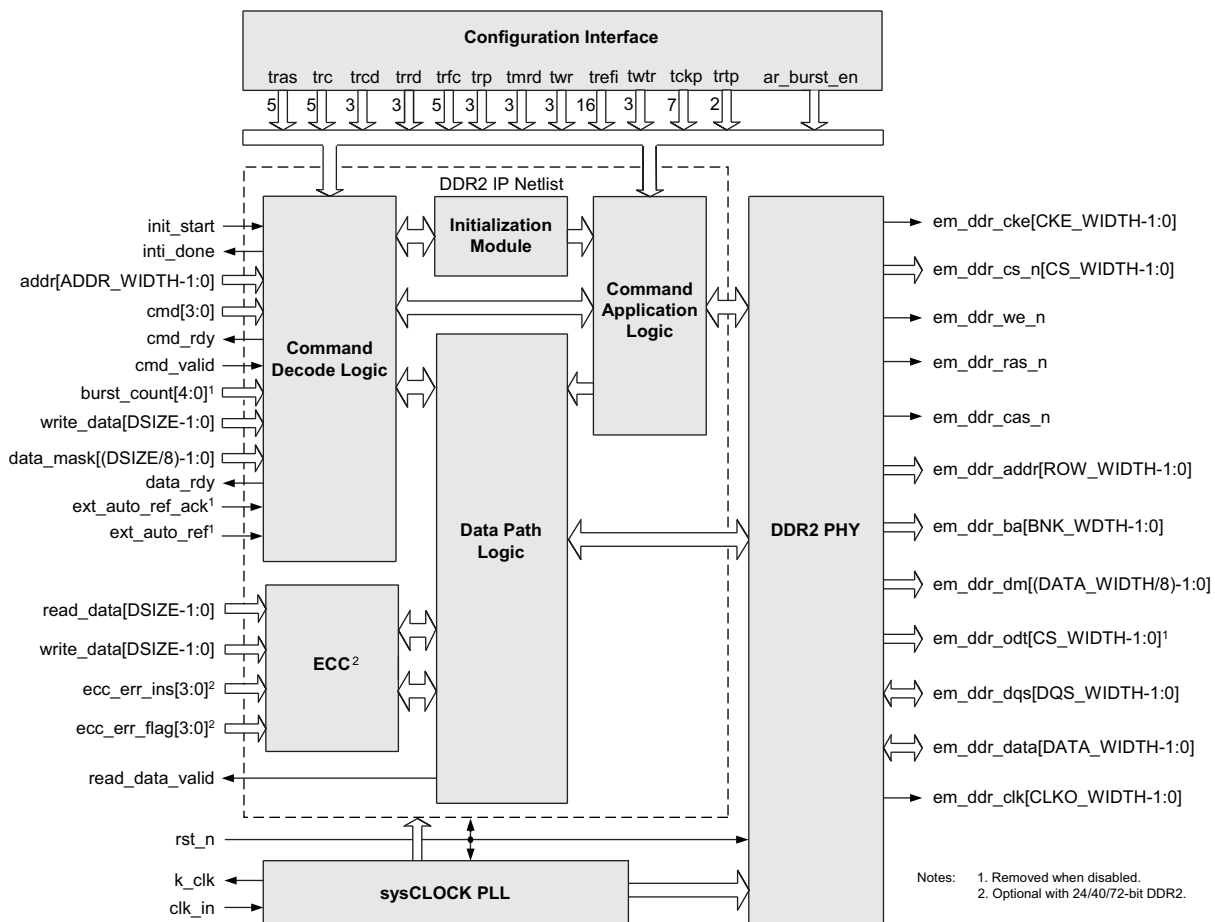 Configuration Interface
tras trc trcd trrd trfc trp tmrd twr trefi twtr tckp trtp ar_burst_en
5 5 3 3 5 3 3 3 16 3 7 2
DDR2 IP Netlist
Initialization
Module
Command
Application
Logic
Command
Decode Logic
Data Path
Logic
ECC²
DDR2 PHY
sysCLOCK PLL
init_start
inti_done
addr[ADDR_WIDTH-1:0]
cmd[3:0]
cmd_rdy
cmd_valid
burst_count[4:0]¹
write_data[DSIZE-1:0]
data_mask[(DSIZE/8)-1:0]
data_rdy
ext_auto_ref_ack¹
ext_auto_ref¹
read_data[DSIZE-1:0]
write_data[DSIZE-1:0]
ecc_err_ins[3:0]²
ecc_err_flag[3:0]²
read_data_valid
rst_n
k_clk
clk_in
em_ddr_cke[CKE_WIDTH-1:0]
em_ddr_cs_n[CS_WIDTH-1:0]
em_ddr_we_n
em_ddr_ras_n
em_ddr_cas_n
em_ddr_addr[ROW_WIDTH-1:0]
em_ddr_ba[BNK_WDTH-1:0]
em_ddr_dm[(DATA_WIDTH/8)-1:0]
em_ddr_odt[CS_WIDTH-1:0]¹
em_ddr_dqs[DQS_WIDTH-1:0]
em_ddr_data[DATA_WIDTH-1:0]
em_ddr_clk[CLKO_WIDTH-1:0]
Notes: 1. Removed when disabled.
2. Optional with 24/40/72-bit DDR2.